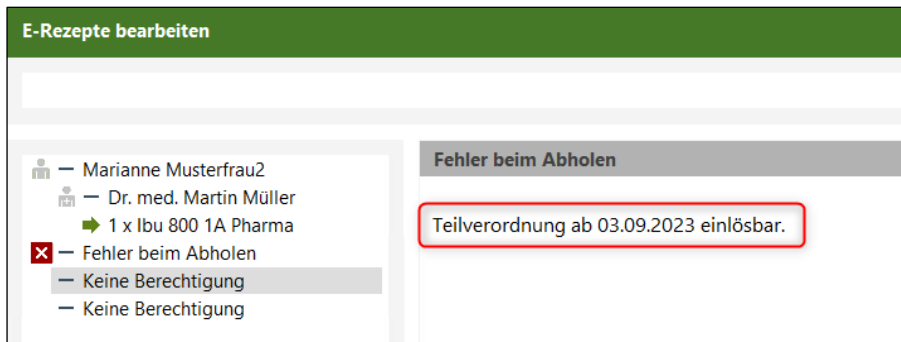 E-Rezepte bearbeiten
Marianne Musterfrau2
Dr. med. Martin Müller
1 x Ibu 800 1A Pharma
Fehler beim Abholen
Keine Berechtigung
Keine Berechtigung
Fehler beim Abholen
Teilverordnung ab 03.09.2023 einlösbar.